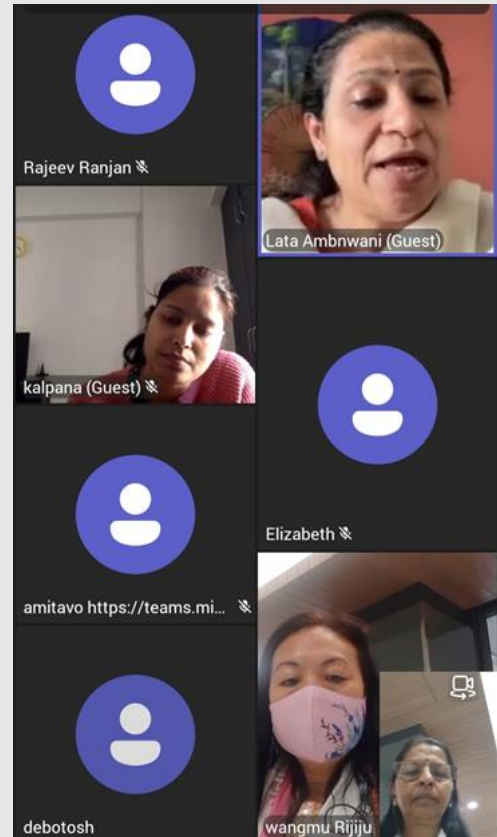 Rajeev Ranjan
Lata Ambnwani (Guest)
kalpana (Guest)
Elizabeth
amitavo https://teams.mi...
debotosh
wangmu Rijiju